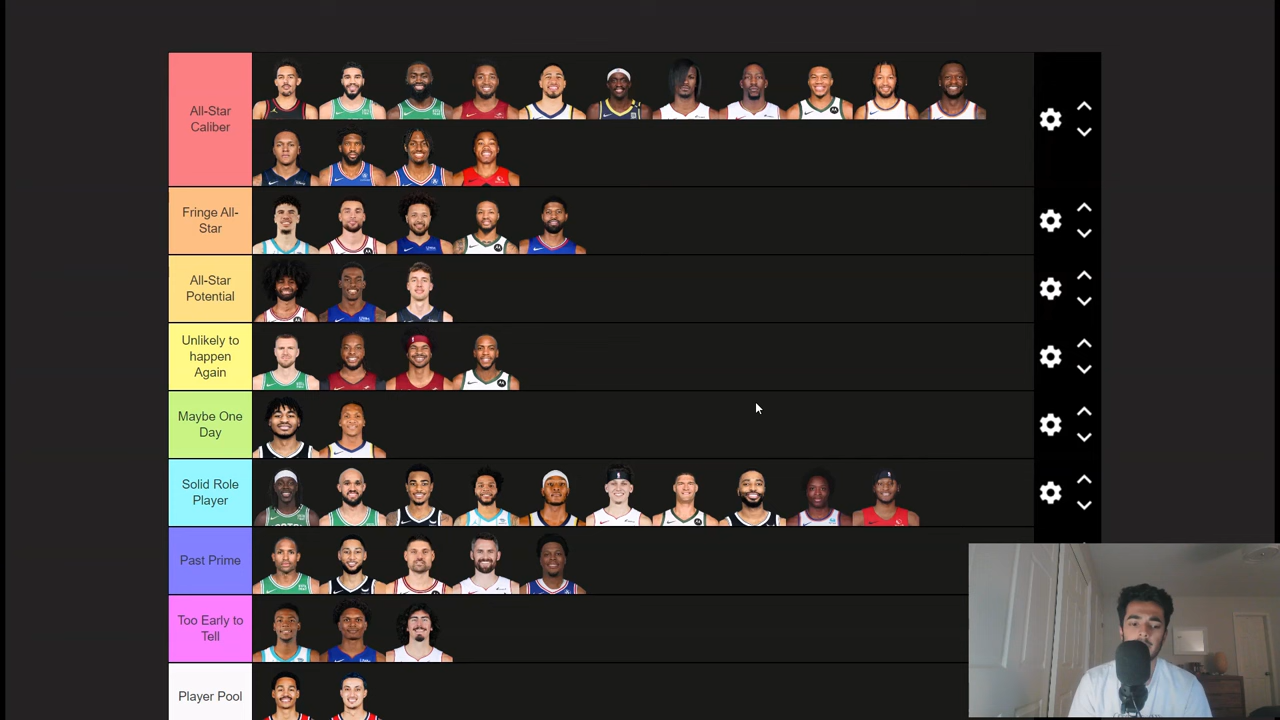 All-Star
Caliber
Fringe All-
Star
All-Star
Potential
Unlikely to
happen
Again
Maybe One
Day
Solid Role
Player
Past Prime
Too Early to
Tell
Player Pool